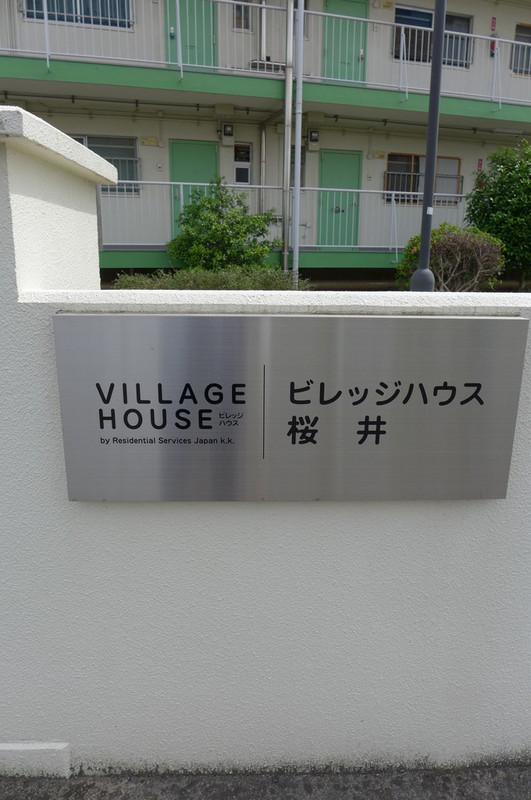 VILLAGE
HOUSE ビレッジ
ハウス
by Residential Services Japan k.k.
ビレッジハウス
桜 井